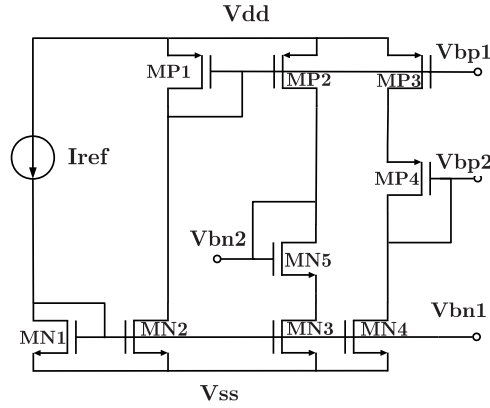 Vdd
Vbp1
MP1
MP2
MP3
Iref
Vbp2
MP4
Vbn2
MN5
Vbn1
MN1
MN2
MN3
MN4
Vss